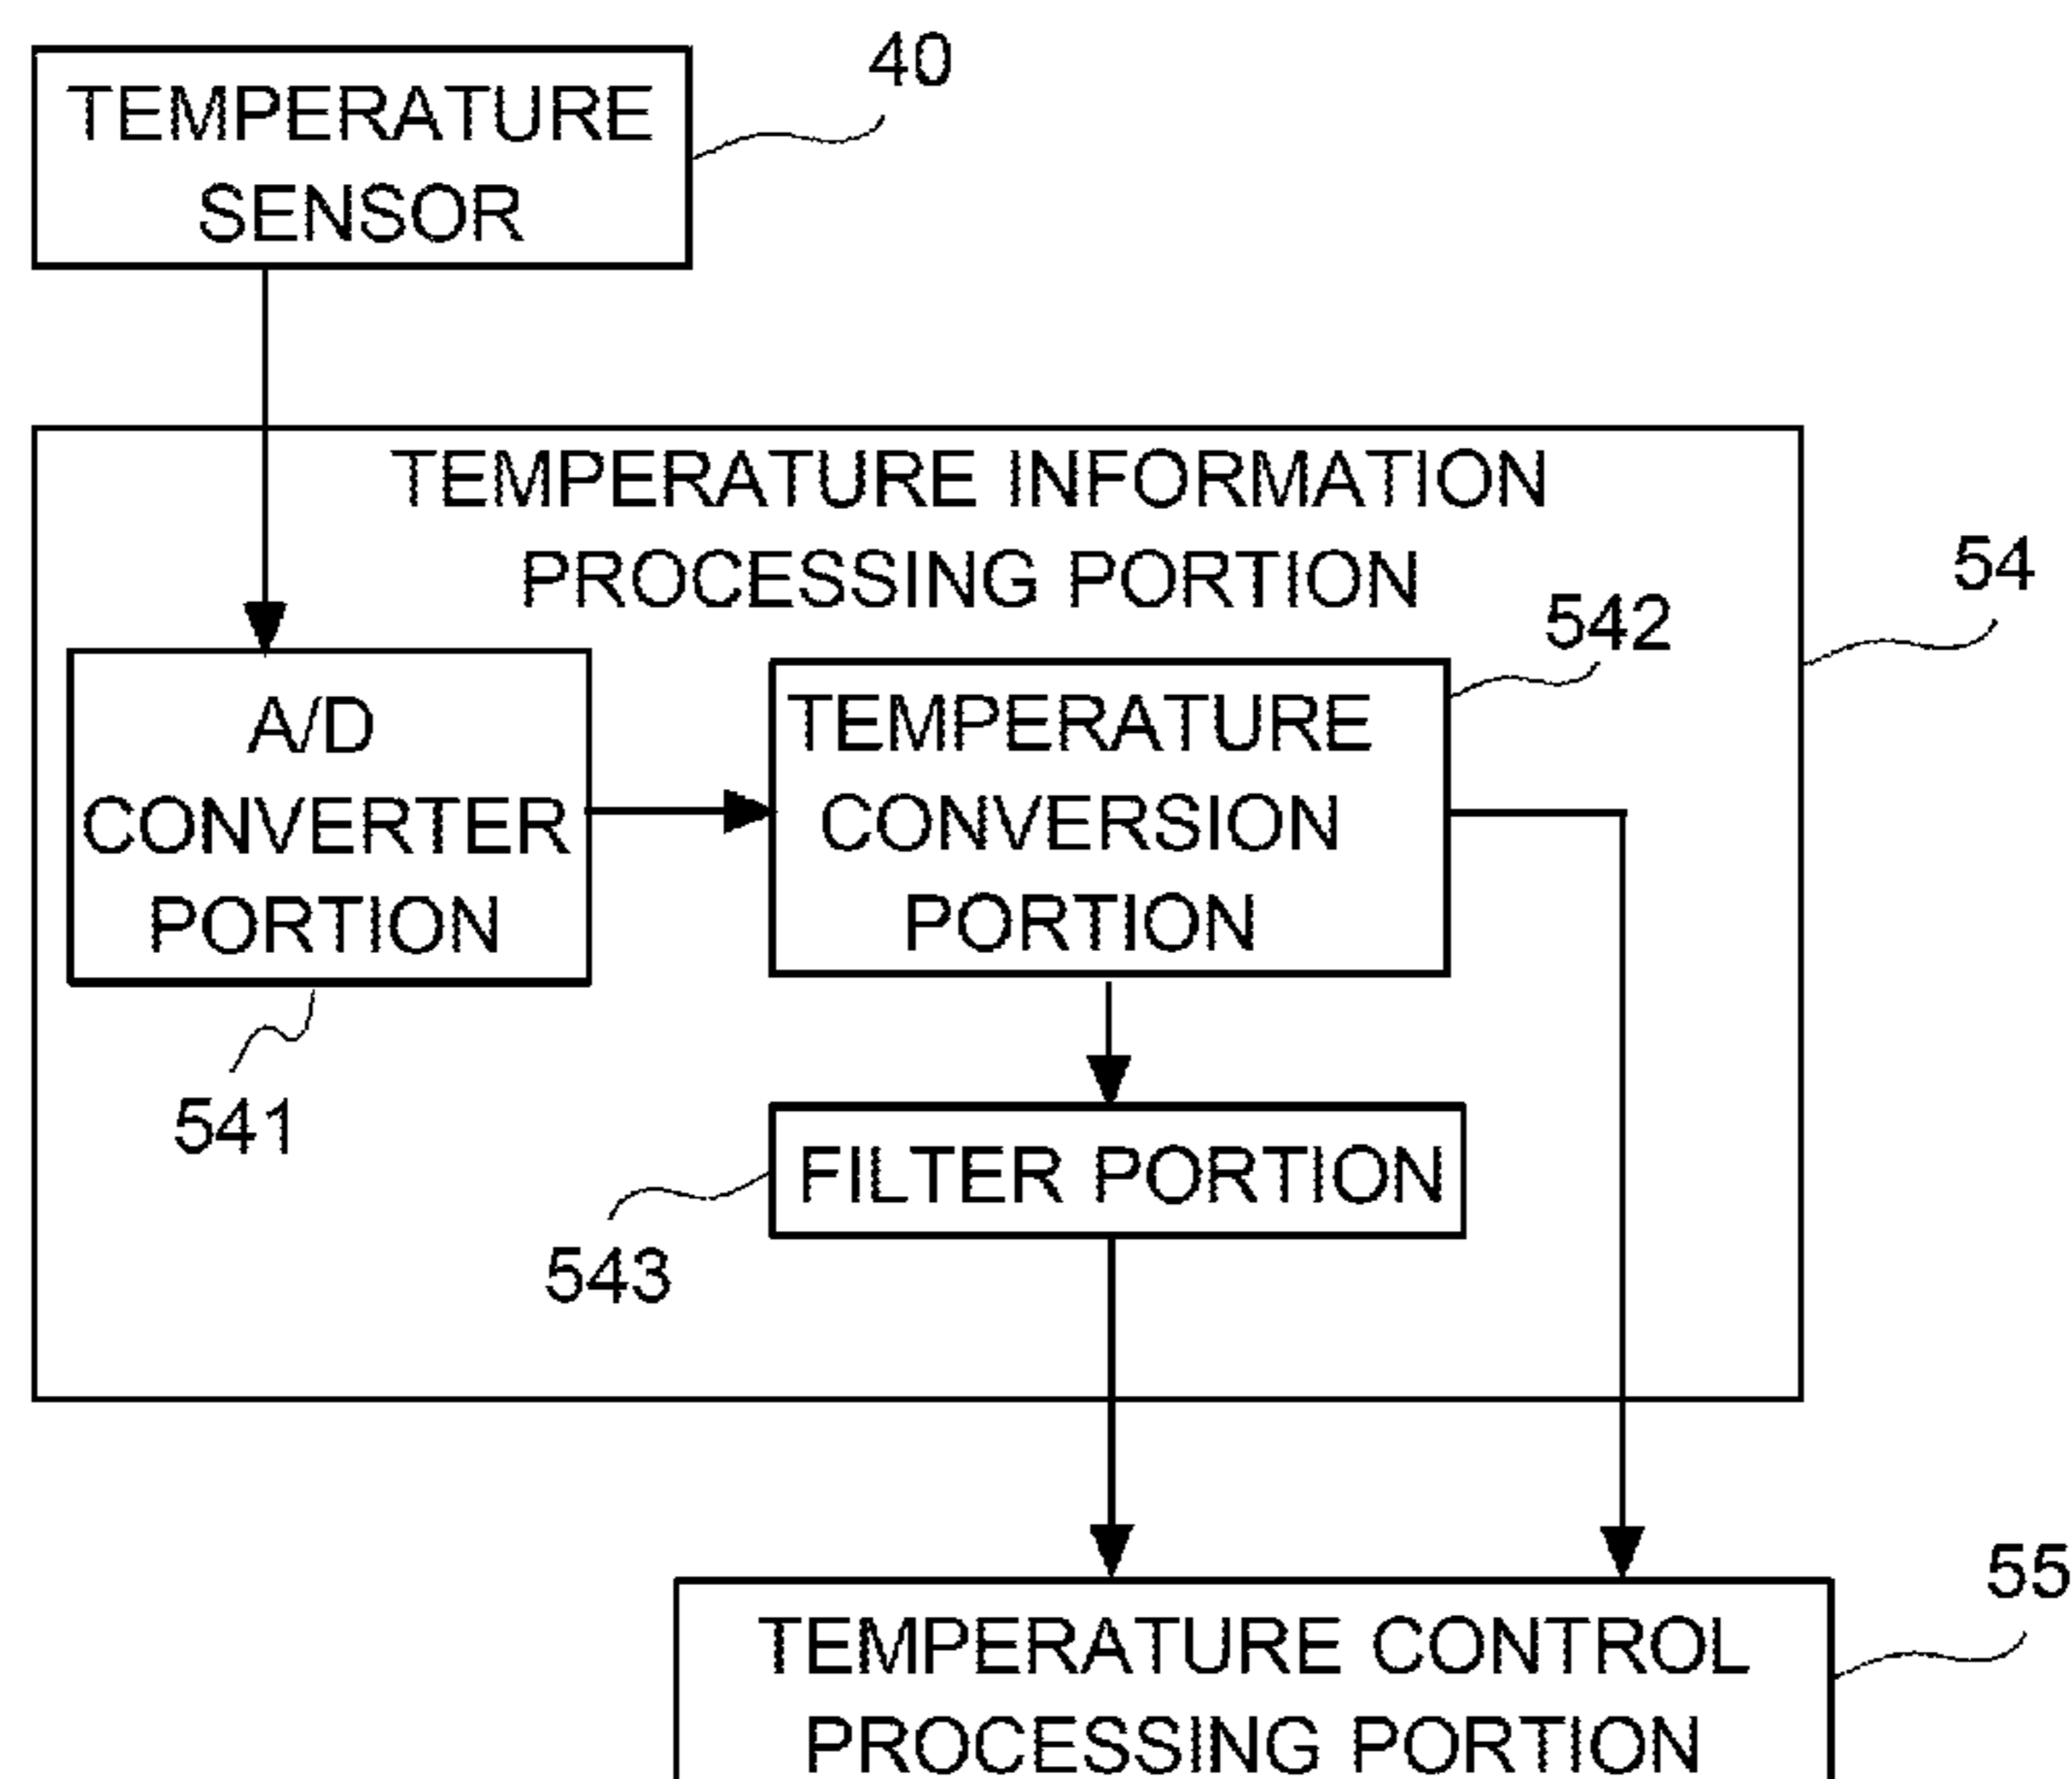 40
TEMPERATURE
SENSOR
TEMPERATURE INFORMATION
PROCESSING PORTION
54
542
A/D
CONVERTER
PORTION
TEMPERATURE
CONVERSION
PORTION
541
FILTER PORTION
543
55
TEMPERATURE CONTROL
PROCESSING PORTION